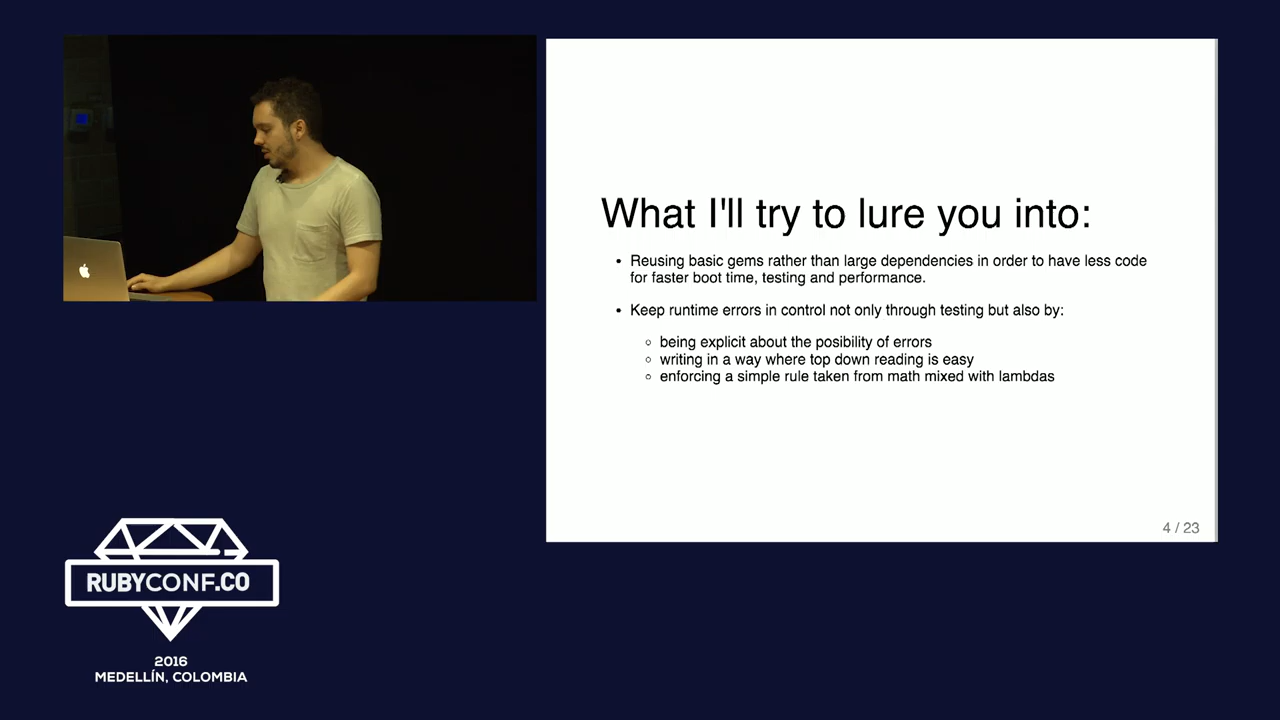 What I'll try to lure you into:
• Reusing basic gems rather than large dependencies in order to have less code
for faster boot time, testing and performance.
• Keep runtime errors in control not only through testing but also by:
◦ being explicit about the posibility of errors
◦ writing in a way where top down reading is easy
◦ enforcing a simple rule taken from math mixed with lambdas
4 / 23
RUBYCONF.CO
2016
MEDELLÍN, COLOMBIA